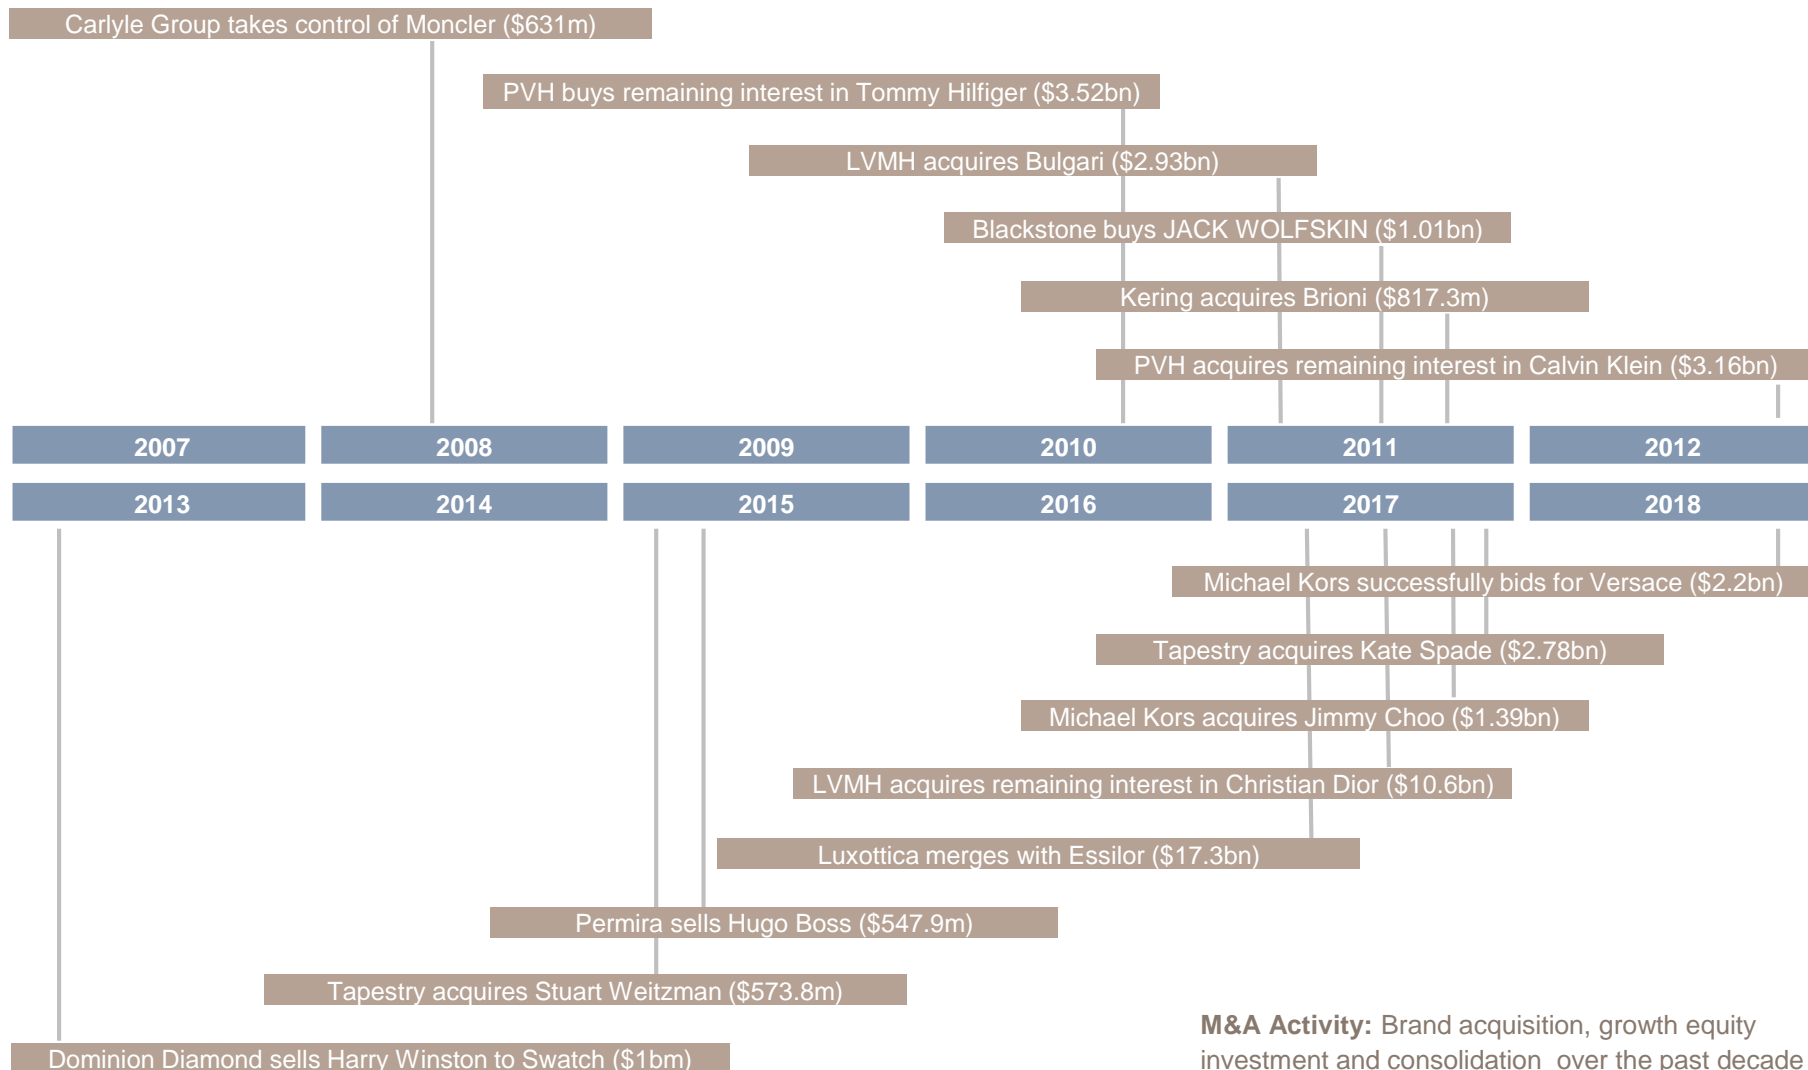 Carlyle Group takes control of Moncler ($631m)
PVH buys remaining interest in Tommy Hilfiger ($3.52bn)
LVMH acquires Bulgari ($2.93bn)
Blackstone buys JACK WOLFSKIN ($1.01bn)
Kering acquires Brioni ($817.3m)
PVH acquires remaining interest in Calvin Klein ($3.16bn)
2007 2008 2009 2010 2011 2012
2013 2014 2015 2016 2017 2018
Michael Kors successfully bids for Versace ($2.2bn)
Tapestry acquires Kate Spade ($2.78bn)
Michael Kors acquires Jimmy Choo ($1.39bn)
LVMH acquires remaining interest in Christian Dior ($10.6bn)
Luxottica merges with Essilor ($17.3bn)
Permira sells Hugo Boss ($547.9m)
Tapestry acquires Stuart Weitzman ($573.8m)
Dominion Diamond sells Harry Winston to Swatch ($1bm)
M&A Activity: Brand acquisition, growth equity
investment and consolidation over the past decade